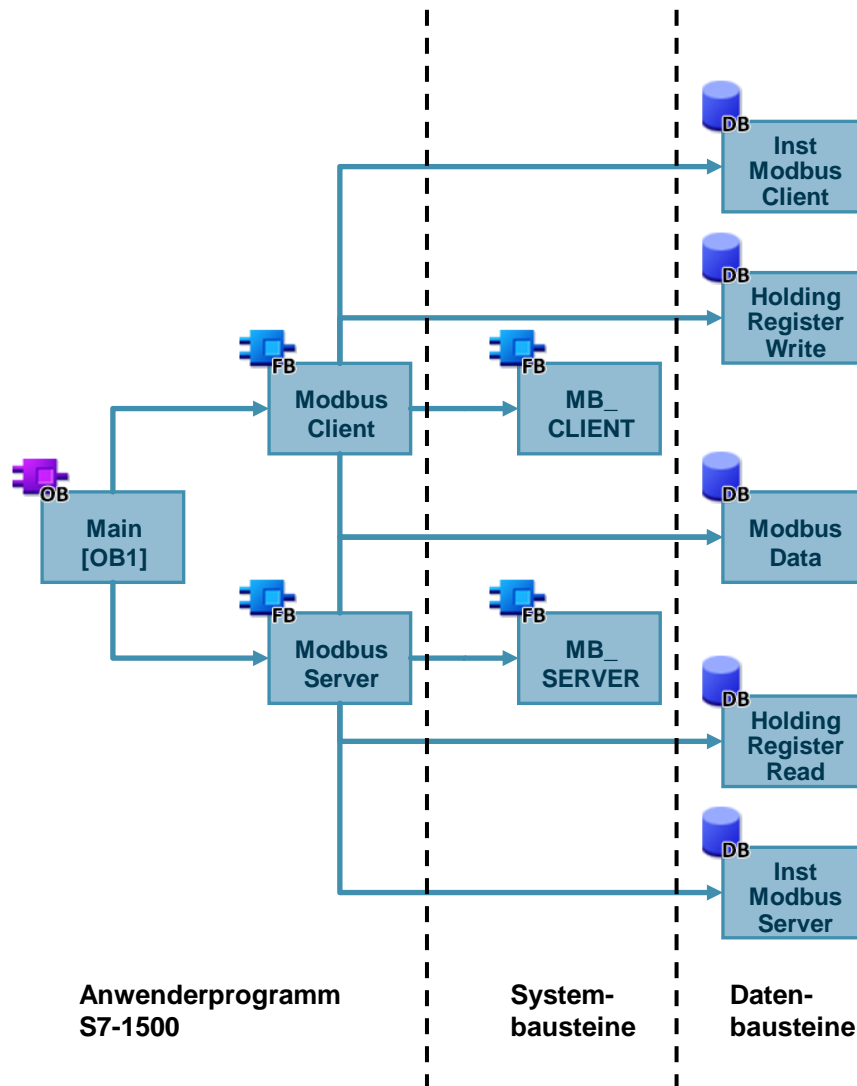 DB
Inst
Modbus
Client
DB
Holding
Register
Write
FB
Modbus
Client
FB
MB_
CLIENT
OB
Main
[OB1]
DB
Modbus
Data
FB
Modbus
Server
FB
MB_
SERVER
DB
Holding
Register
Read
DB
Inst
Modbus
Server
Anwenderprogramm
S7-1500
System-
bausteine
Daten-
bausteine